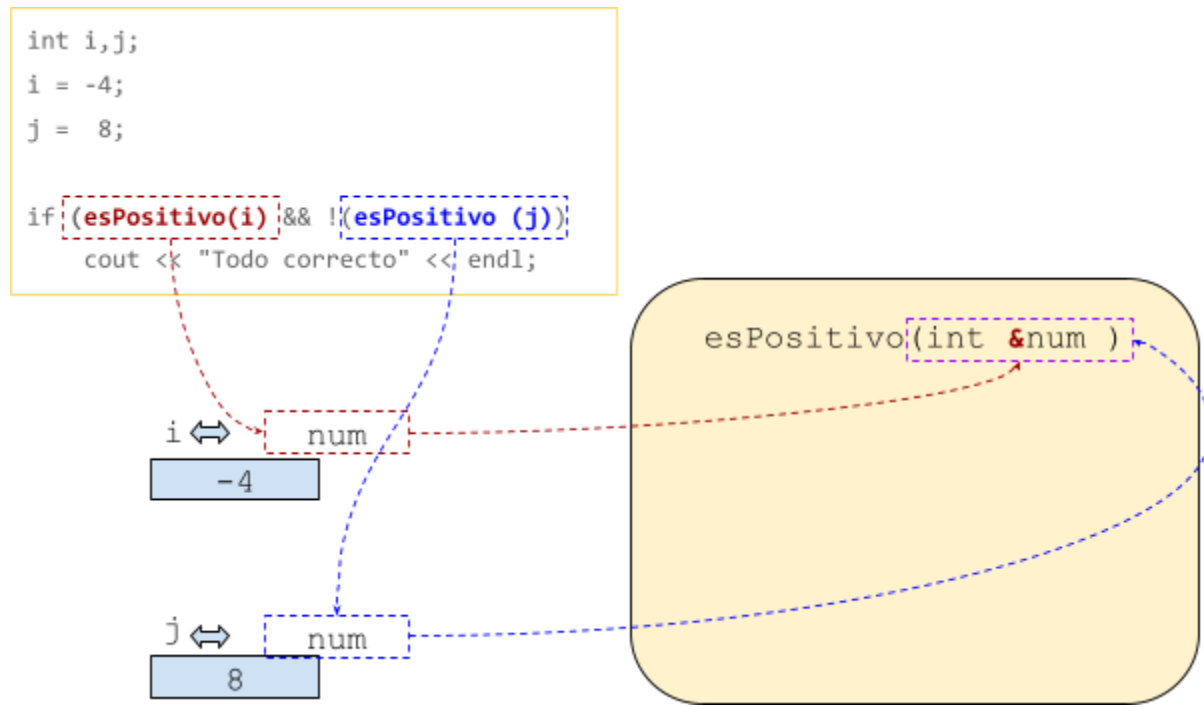 int i,j;
i = -4;
j =  8;
if (esPositivo(i) && !(esPositivo (j))
cout << "Todo correcto" << endl;
esPositivo(int &num )
i
num
-4
j
num
8